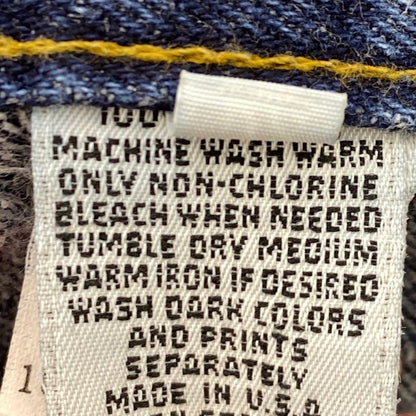 100
MACHINE WASH WARM
ONLY NON-CHLORINE
BLEACH WHEN NEEDED
TUMBLE DRY MEDIUM
WARM IRON IF DESIRED
WASH DARK COLORS
AND PRINTS
SEPARATELY
MADE IN U.S.A
1